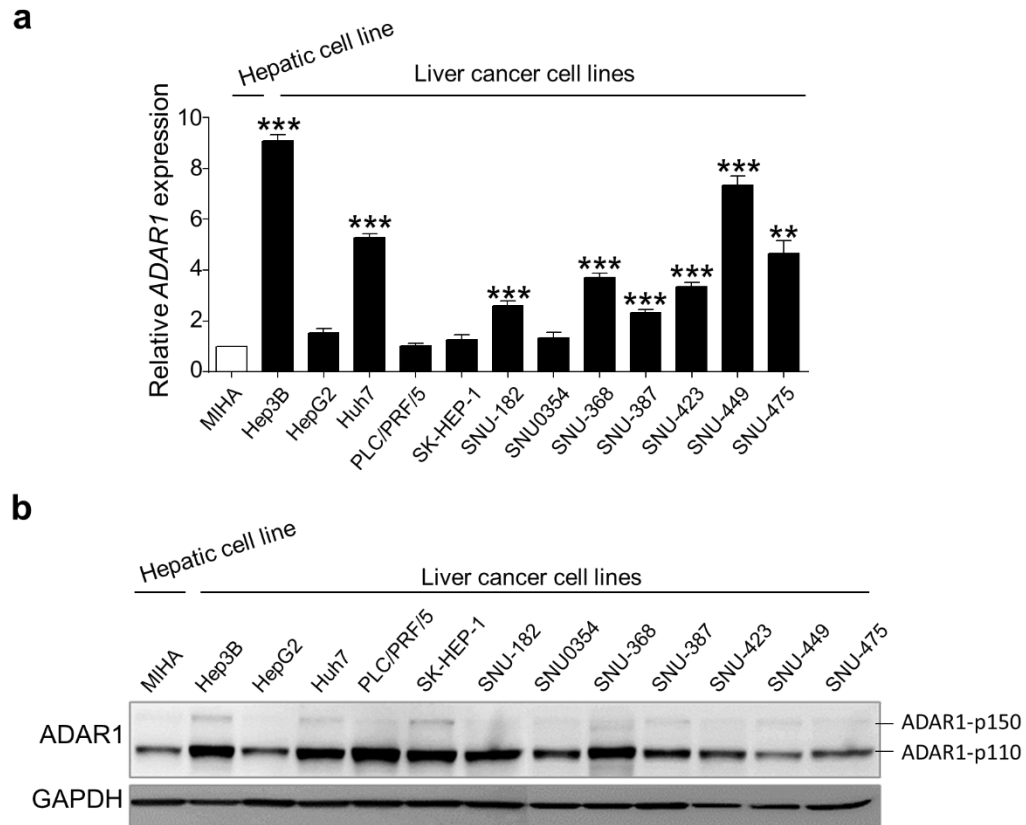 a
Hepatic cell line
Liver cancer cell lines
Relative ADAR1 expression
10
8
6
4
2
0
***
***
***
***
***
***
***
**
MIHA
Hep3B
HepG2
Huh7
PLC/PRF/5
SK-HEP-1
SNU-182
SNU0354
SNU-368
SNU-387
SNU-423
SNU-449
SNU-475
b
Hepatic cell line
Liver cancer cell lines
MIHA
Hep3B
HepG2
Huh7
PLC/PRF/5
SK-HEP-1
SNU-182
SNU0354
SNU-368
SNU-387
SNU-423
SNU-449
SNU-475
ADAR1
ADAR1-p150
ADAR1-p110
GAPDH